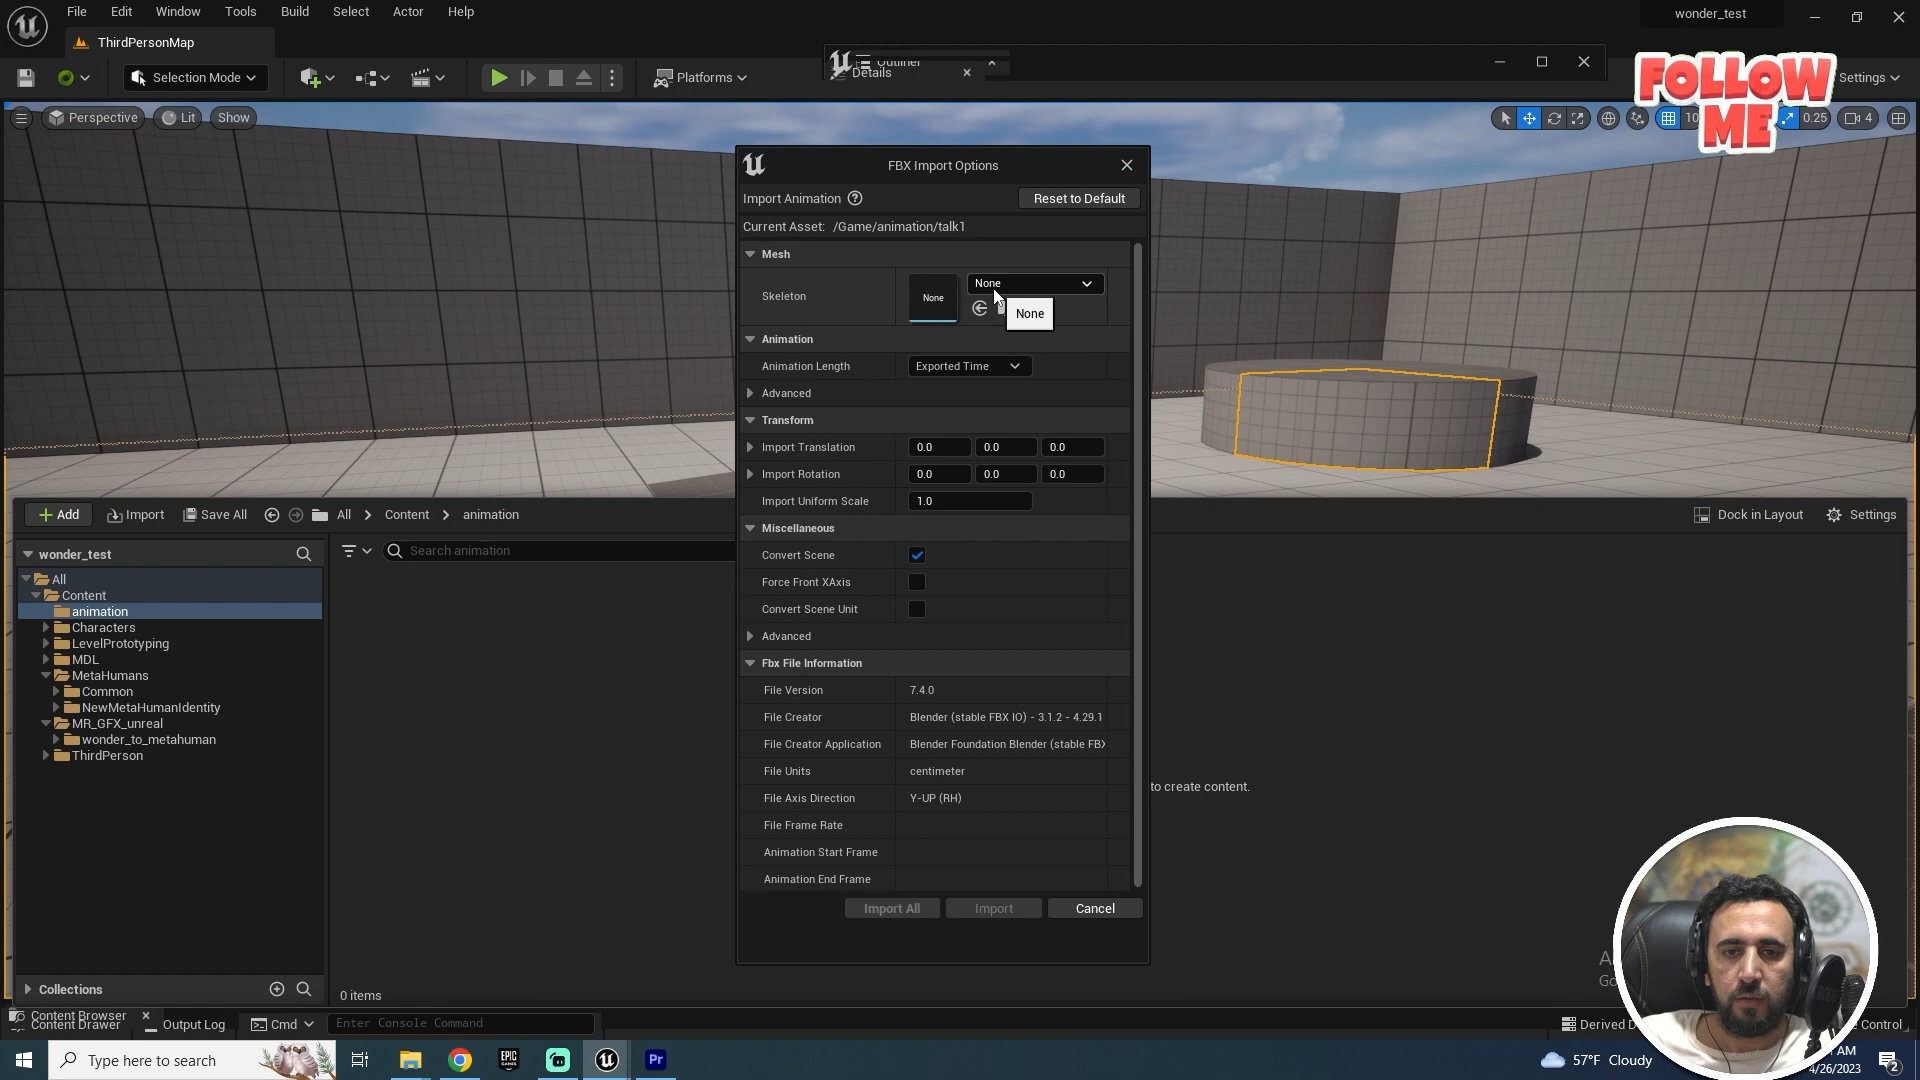 File Edit Window Tools Build Select Actor Help
wonder_test
ThirdPersonMap
Selection Mode
Platforms
Outliner
Details
Settings
FOLLOW
ME
Perspective
Lit
Show
10
0.25
4
FBX Import Options
Import Animation
Reset to Default
Current Asset: /Game/animation/talk1
Mesh
Skeleton
None
None
None
Animation
Animation Length
Exported Time
Advanced
Transform
Import Translation 0.0 0.0 0.0
Import Rotation 0.0 0.0 0.0
Import Uniform Scale 1.0
Miscellaneous
Convert Scene
Force Front XAxis
Convert Scene Unit
Advanced
Fbx File Information
File Version 7.4.0
File Creator Blender (stable FBX IO) - 3.1.2 - 4.29.1
File Creator Application Blender Foundation Blender (stable FBX
File Units centimeter
File Axis Direction Y-UP (RH)
File Frame Rate
Animation Start Frame
Animation End Frame
Import All Import Cancel
Add Import Save All All Content animation
Dock in Layout Settings
wonder_test
Search animation
All
Content
animation
Characters
LevelPrototyping
MDL
MetaHumans
Common
NewMetaHumanIdentity
MR_GFX_unreal
wonder_to_metahuman
ThirdPerson
to create content.
Collections
0 items
Content Browser
Content Drawer
Output Log
Cmd
Enter Console Command
Derived D
Control
Type here to search
EPIC
GAMES
Pr
57°F Cloudy
AM
4/26/2023
2